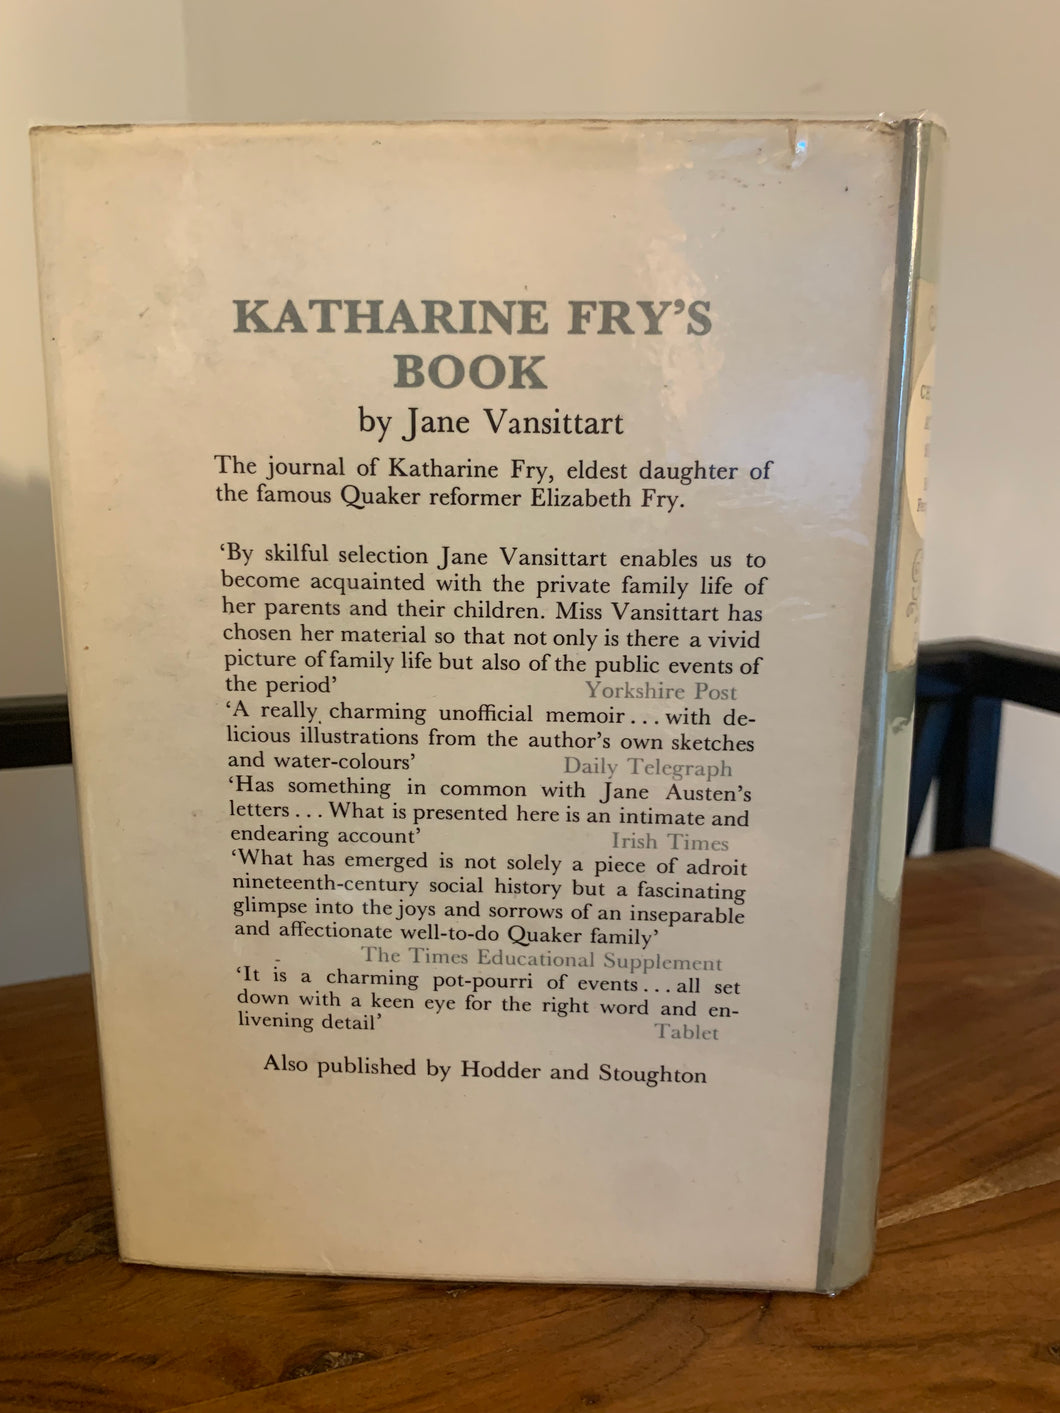 KATHARINE FRY'S
BOOK
by Jane Vansittart
The journal of Katharine Fry, eldest daughter of
the famous Quaker reformer Elizabeth Fry.
‘By skilful selection Jane Vansittart enables us to
become acquainted with the private family life of
her parents and their children. Miss Vansittart has
chosen her material so that not only is there a vivid
picture of family life but also of the public events of
the period’ Yorkshire Post
‘A really charming unofficial memoir... with de-
licious illustrations from the author's own sketches
and water-colours’ Daily Telegraph
‘Has something in common with Jane Austen's
letters... What is presented here is an intimate and
endearing account’ Irish Times
‘What has emerged is not solely a piece of adroit
nineteenth-century social history but a fascinating
glimpse into the joys and sorrows of an inseparable
and affectionate well-to-do Quaker family’
The Times Educational Supplement
‘It is a charming pot-pourri of events... all set
down with a keen eye for the right word and en-
livening detail’ Tablet
Also published by Hodder and Stoughton